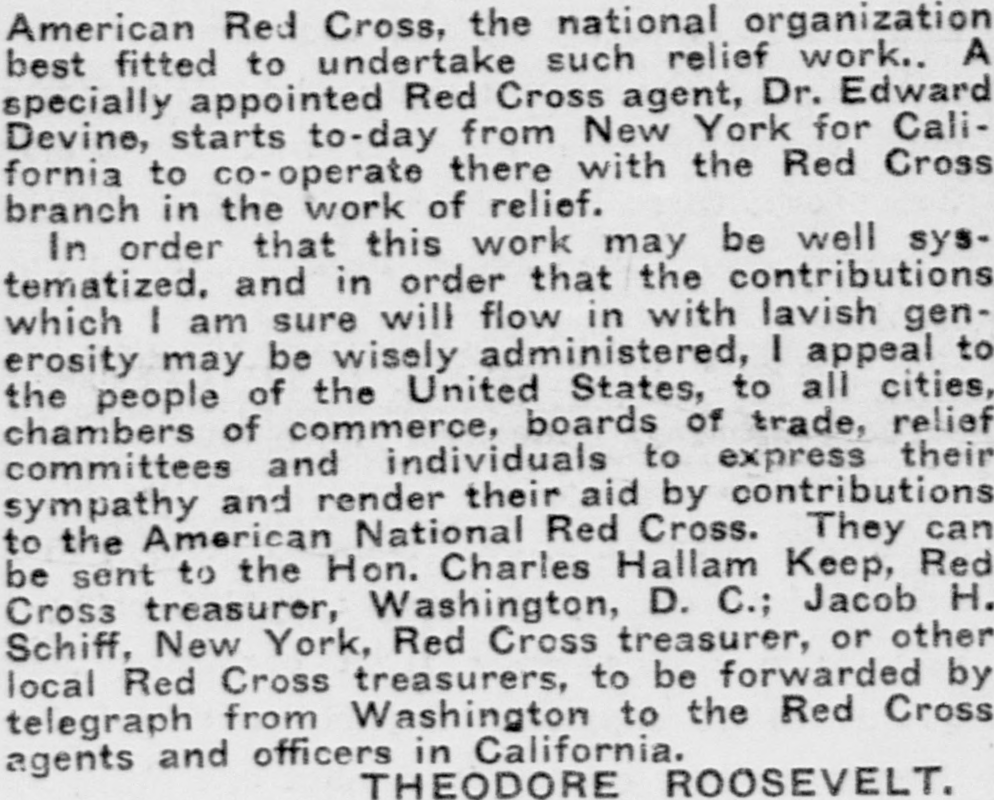 American Red Cross, the national organization
best fitted to undertake such relief work.. A
specially appointed Red Cross agent, Dr. Edward
Devine, starts to-day from New York for Cali-
fornia to co-operate there with the Red Cross
branch in the work of relief.
In order that this work may be well sys-
tematized, and in order that the contributions
which I am sure will flow in with lavish gen-
erosity may be wisely administered, I appeal to
the people of the United States, to all cities,
chambers of commerce, boards of trade, relief
committees and individuals to express their
sympathy and render their aid by contributions
to the American National Red Cross. They can
be sent to the Hon. Charles Hallam Keep, Red
Cross treasurer, Washington, D. C.; Jacob H.
Schiff, New York, Red Cross treasurer, or other
local Red Cross treasurers, to be forwarded by
telegraph from Washington to the Red Cross
agents and officers in California.
THEODORE ROOSEVELT.